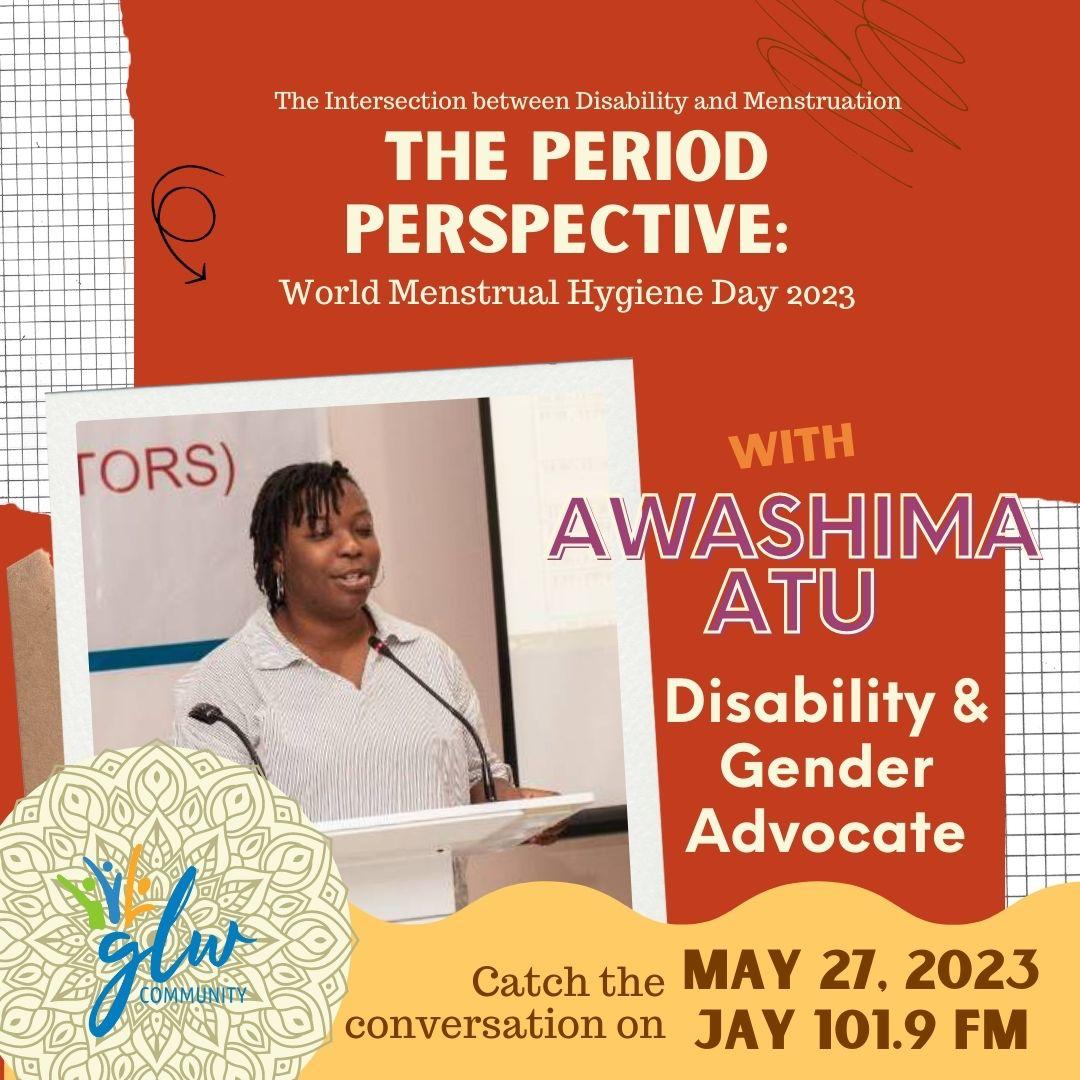 The Intersection between Disability and Menstruation
THE PERIOD
PERSPECTIVE:
World Menstrual Hygiene Day 2023
TORS)
WITH
AWASHIMA
ATU
Disability &
Gender
Advocate
glw
COMMUNITY
Catch the
conversation on
MAY 27, 2023
JAY 101.9 FM